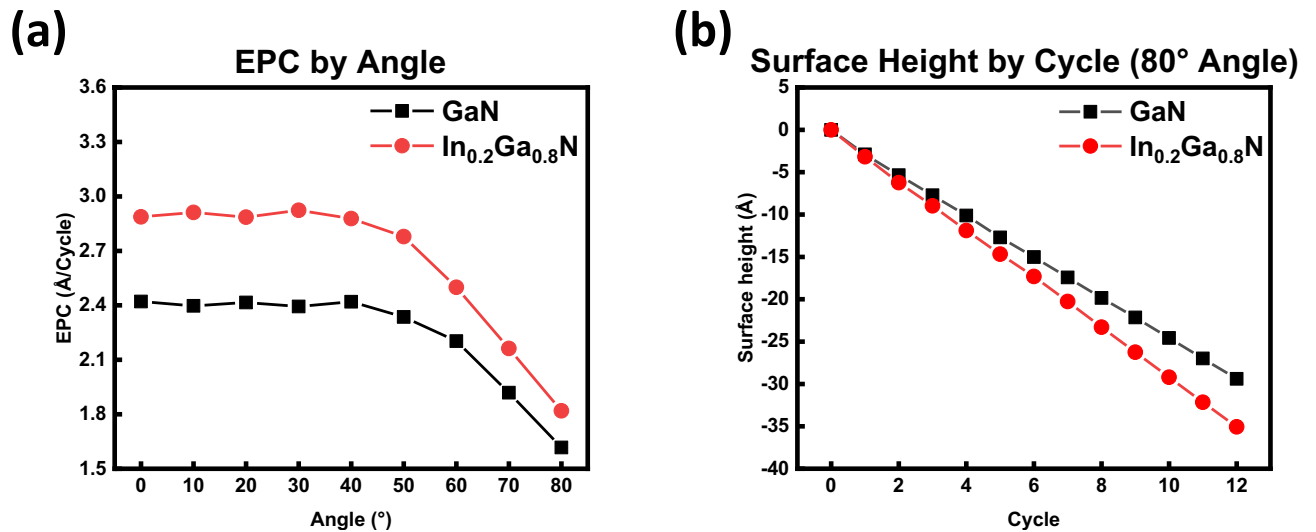 (a)
EPC by Angle
GaN
In₀.₂Ga₀.₈N
EPC (Å/Cycle)
3.6
3.3
3.0
2.7
2.4
2.1
1.8
1.5
0 10 20 30 40 50 60 70 80
Angle (°)
(b)
Surface Height by Cycle (80° Angle)
GaN
In₀.₂Ga₀.₈N
Surface height (Å)
5
0
-5
-10
-15
-20
-25
-30
-35
-40
0 2 4 6 8 10 12
Cycle